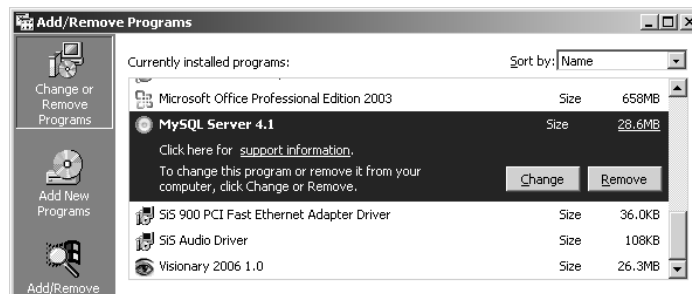 Add/Remove Programs
Change or
Remove
Programs
Add New
Programs
Add/Remove
Currently installed programs:
Sort by: Name
Microsoft Office Professional Edition 2003 Size 658MB
MySQL Server 4.1 Size 28.6MB
Click here for support information.
To change this program or remove it from your
computer, click Change or Remove.
Change Remove
SiS 900 PCI Fast Ethernet Adapter Driver Size 36.0KB
SiS Audio Driver Size 108KB
Visionary 2006 1.0 Size 26.3MB